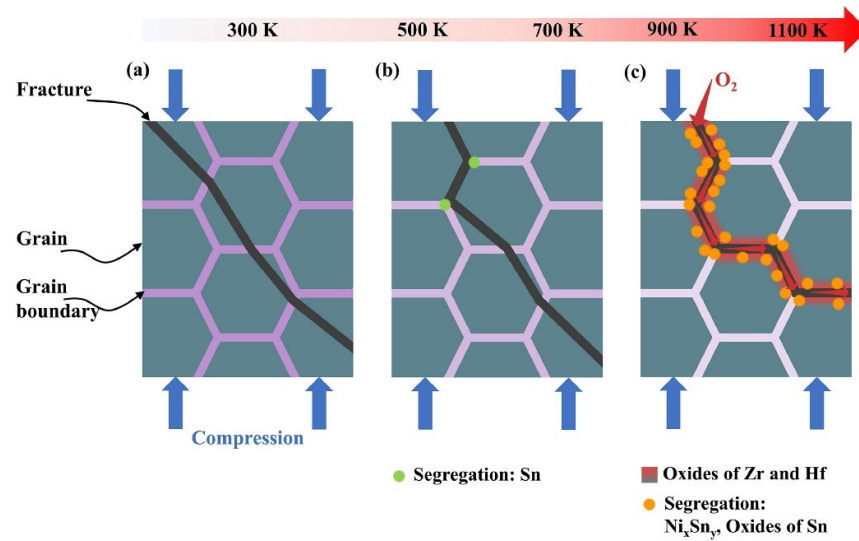 300 K
500 K
700 K
900 K
1100 K
(a)
(b)
(c)
Fracture
O₂
Grain
Grain
boundary
Compression
Segregation: Sn
Oxides of Zr and Hf
Segregation:
NiₓSnᵧ, Oxides of Sn